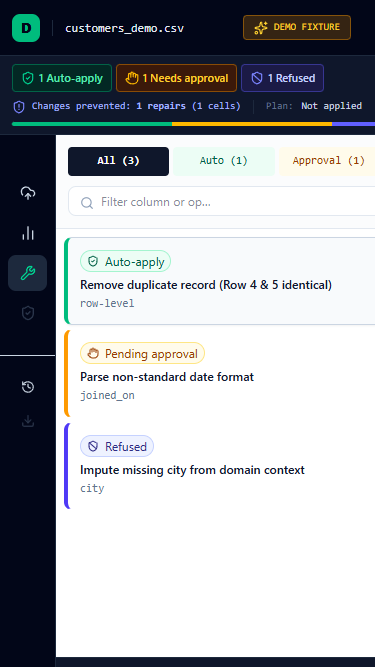 D customers_demo.csv DEMO FIXTURE
1 Auto-apply 1 Needs approval 1 Refused
Changes prevented: 1 repairs (1 cells) Plan: Not applied
All (3) Auto (1) Approval (1)
Filter column or op...
Auto-apply
Remove duplicate record (Row 4 & 5 identical)
row-level
Pending approval
Parse non-standard date format
joined_on
Refused
Impute missing city from domain context
city